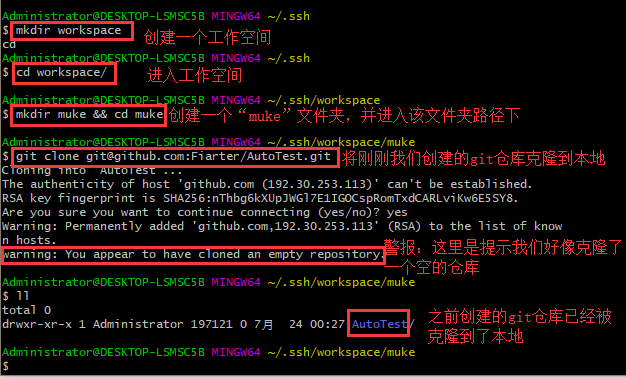 Administrator@DESKTOP-LSMSC5B MINGW64 ~/.ssh
$ mkdir workspace 创建一个工作空间
cd
Administrator@DESKTOP-LSMSC5B MINGW64 ~/.ssh
$ cd workspace/ 进入工作空间
Administrator@DESKTOP-LSMSC5B MINGW64 ~/.ssh/workspace
$ mkdir muke && cd muke 创建一个“muke”文件夹，并进入该文件夹路径下
Administrator@DESKTOP-LSMSC5B MINGW64 ~/.ssh/workspace/muke
$ git clone git@github.com:Fiarter/AutoTest.git 将刚刚我们创建的git仓库克隆到本地
Cloning into 'AutoTest'...
The authenticity of host 'github.com (192.30.253.113)' can't be established.
RSA key fingerprint is SHA256:nThbg6kXUpJWGl7E1IGOCspRomTxdCARLviKw6E5SY8.
Are you sure you want to continue connecting (yes/no)? yes
Warning: Permanently added 'github.com,192.30.253.113' (RSA) to the list of know
n hosts.
warning: You appear to have cloned an empty repository. 警报：这里是提示我们好像克隆了
一个空的仓库
Administrator@DESKTOP-LSMSC5B MINGW64 ~/.ssh/workspace/muke
$ ll
total 0
drwxr-xr-x 1 Administrator 197121 0 7月 24 00:27 AutoTest/ 之前创建的git仓库已经被
克隆到了本地
Administrator@DESKTOP-LSMSC5B MINGW64 ~/.ssh/workspace/muke
$